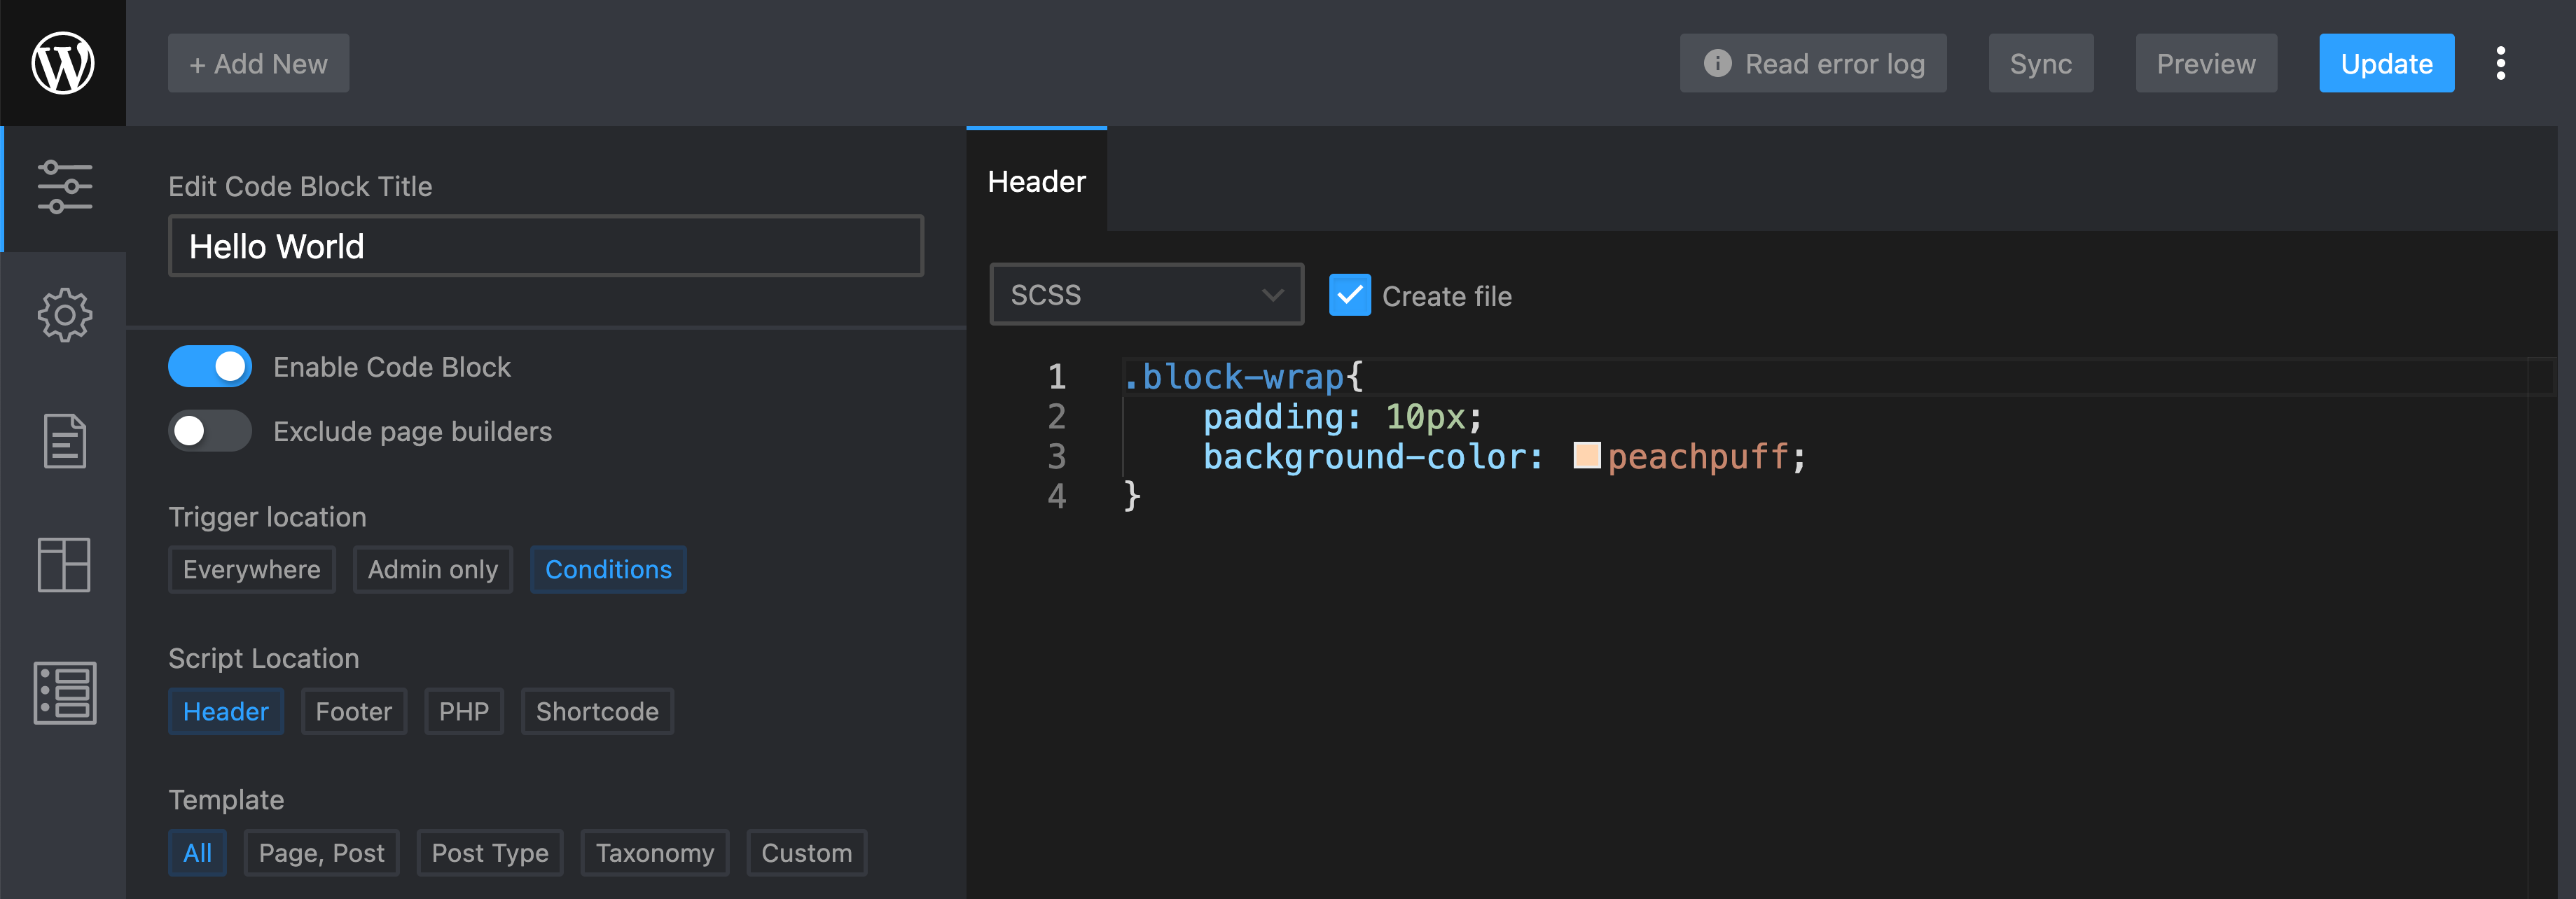 + Add New
Read error log
Sync
Preview
Update
Edit Code Block Title
Hello World
Enable Code Block
Exclude page builders
Trigger location
Everywhere
Admin only
Conditions
Script Location
Header
Footer
PHP
Shortcode
Template
All
Page, Post
Post Type
Taxonomy
Custom
Header
SCSS
Create file
1 .block-wrap{
2 padding: 10px;
3 background-color: peachpuff;
4 }